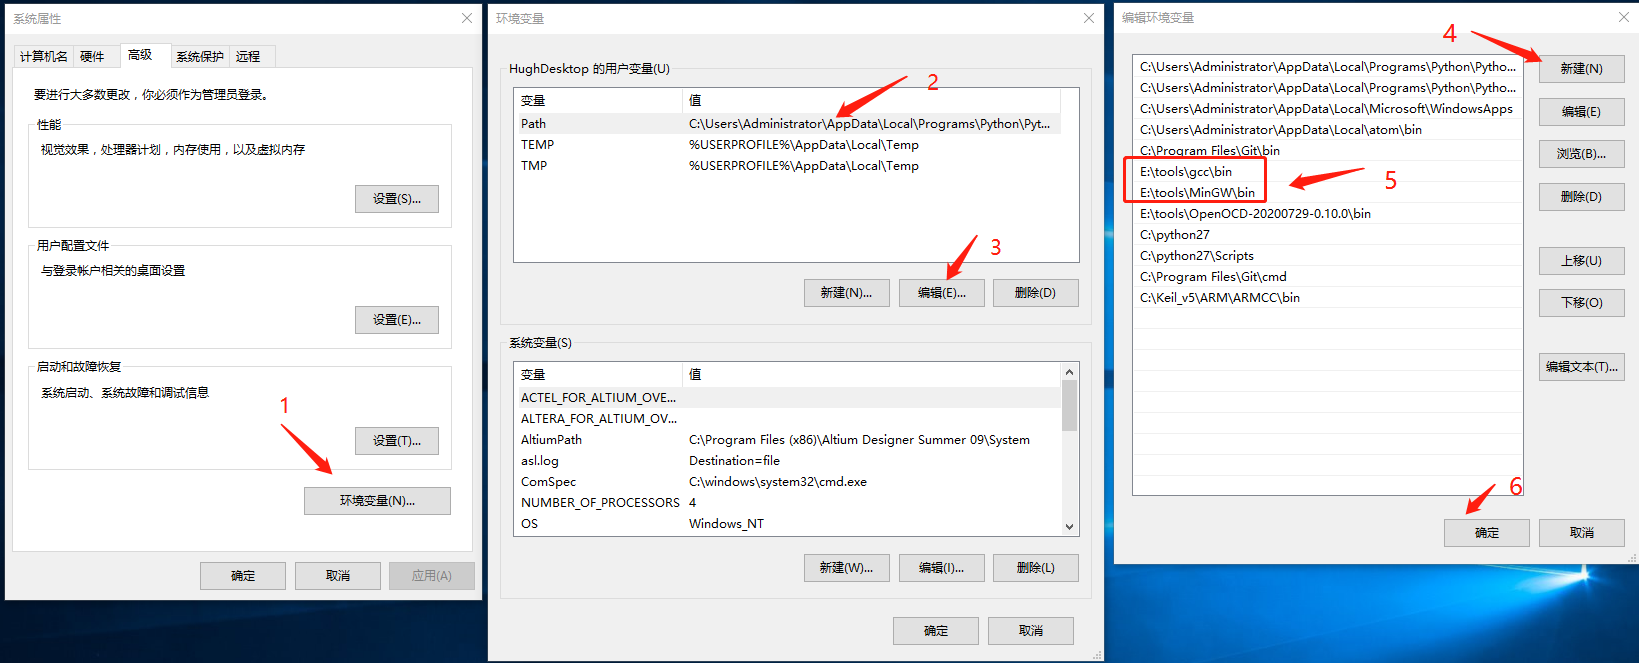 系统属性
计算机名
硬件
高级
系统保护
远程
要进行大多数更改，你必须作为管理员登录。
性能
视觉效果，处理器计划，内存使用，以及虚拟内存
设置(S)...
用户配置文件
与登录帐户相关的桌面设置
设置(E)...
启动和故障恢复
系统启动、系统故障和调试信息
1
设置(T)...
环境变量(N)...
确定
取消
应用(A)
环境变量
HughDesktop 的用户变量(U)
2
变量 值
Path C:\Users\Administrator\AppData\Local\Programs\Python\Pyt...
TEMP %USERPROFILE%\AppData\Local\Temp
TMP %USERPROFILE%\AppData\Local\Temp
3
新建(N)...
编辑(E)...
删除(D)
系统变量(S)
变量 值
ACTEL_FOR_ALTIUM_OVE...
ALTERA_FOR_ALTIUM_OV...
AltiumPath C:\Program Files (x86)\Altium Designer Summer 09\System
asl.log Destination=file
ComSpec C:\windows\system32\cmd.exe
NUMBER_OF_PROCESSORS 4
OS Windows_NT
新建(W)...
编辑(I)...
删除(L)
确定
取消
编辑环境变量
4
C:\Users\Administrator\AppData\Local\Programs\Python\Pytho...
C:\Users\Administrator\AppData\Local\Programs\Python\Pytho...
C:\Users\Administrator\AppData\Local\Microsoft\WindowsApps
C:\Users\Administrator\AppData\Local\atom\bin
C:\Program Files\Git\bin
E:\tools\gcc\bin
E:\tools\MinGW\bin
5
E:\tools\OpenOCD-20200729-0.10.0\bin
C:\python27
C:\python27\Scripts
C:\Program Files\Git\cmd
C:\Keil_v5\ARM\ARMCC\bin
新建(N)
编辑(E)
浏览(B)...
删除(D)
上移(U)
下移(O)
编辑文本(T)...
6
确定
取消